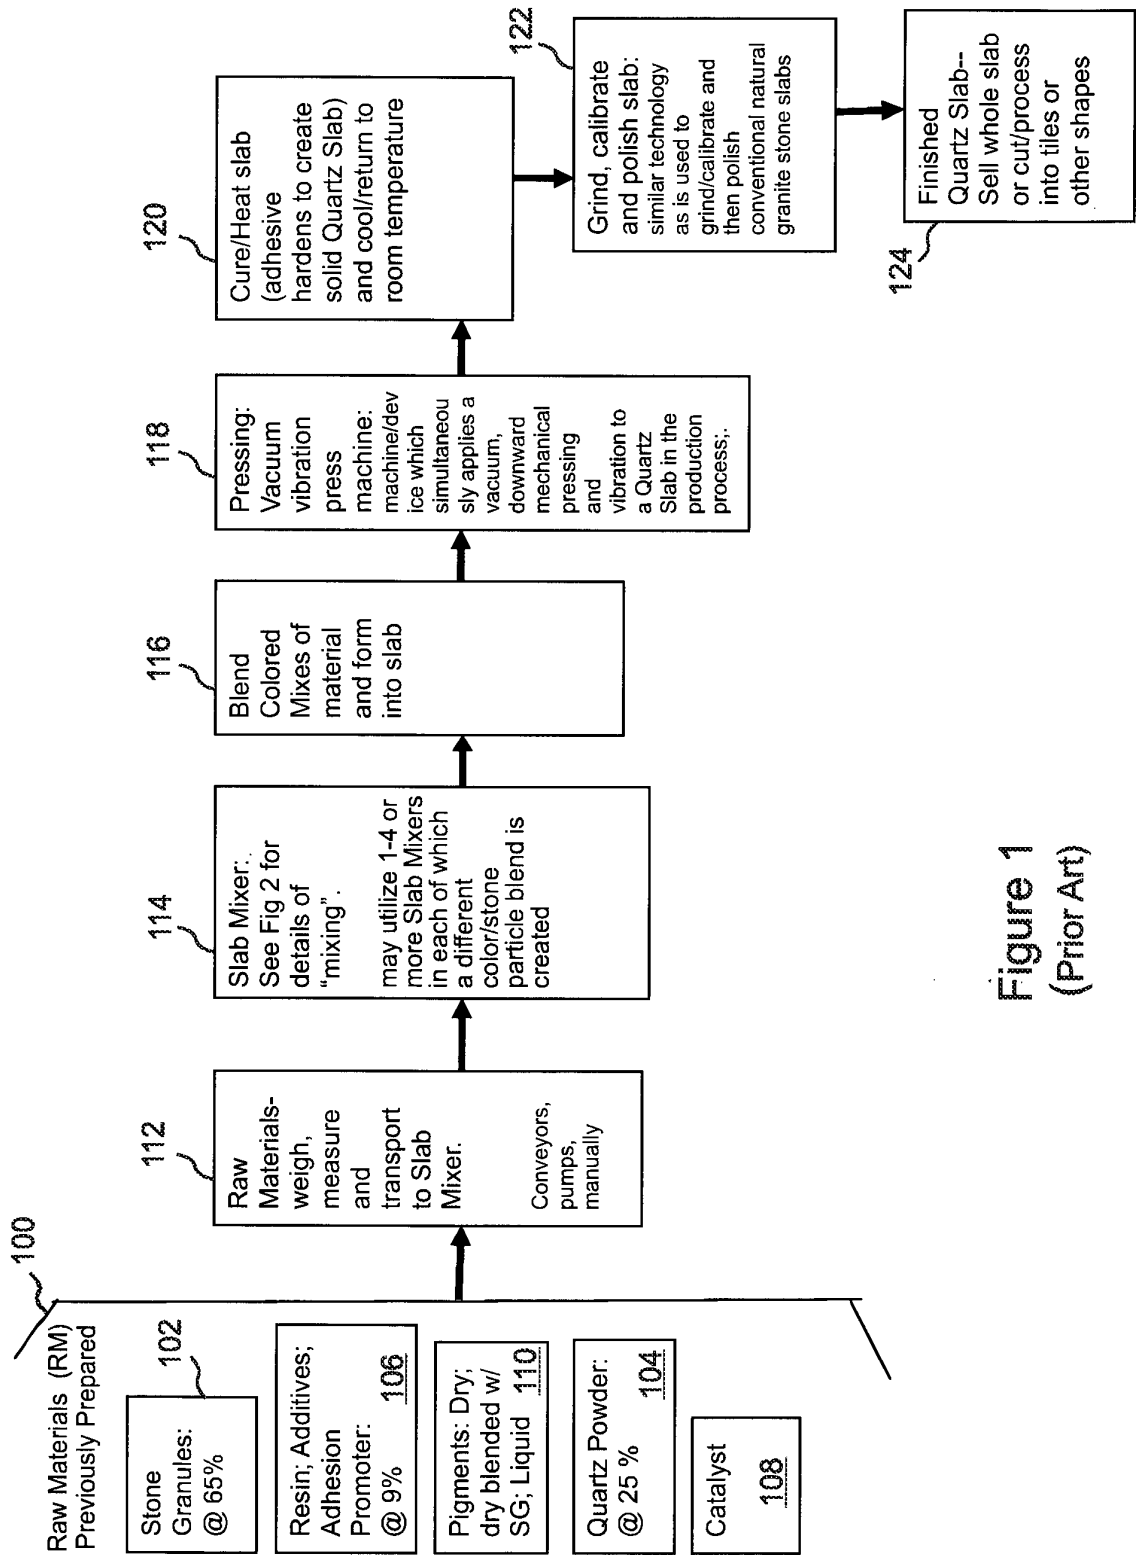 100
Raw Materials (RM)
Previously Prepared
102
Stone
Granules:
@ 65%
Resin; Additives;
Adhesion
Promoter:
@ 9%
106
Pigments: Dry;
dry blended w/
SG; Liquid 110
Quartz Powder:
@ 25 %
104
Catalyst
108
112
Raw
Materials-
weigh,
measure
and
transport
to Slab
Mixer.
Conveyors,
pumps,
manually
114
Slab Mixer:.
See Fig 2 for
details of
“mixing”.
may utilize 1-4 or
more Slab Mixers
in each of which
a different
color/stone
particle blend is
created
116
Blend
Colored
Mixes of
material
and form
into slab
118
Pressing:
Vacuum
vibration
press
machine:
machine/dev
ice which
simultaneou
sly applies a
vacuum,
downward
mechanical
pressing
and
vibration to
a Quartz
Slab in the
production
process;.
120
Cure/Heat slab
(adhesive
hardens to create
solid Quartz Slab)
and cool/return to
room temperature
122
Grind, calibrate
and polish slab:
similar technology
as is used to
grind/calibrate and
then polish
conventional natural
granite stone slabs
124
Finished
Quartz Slab--
Sell whole slab
or cut/process
into tiles or
other shapes
Figure 1
(Prior Art)